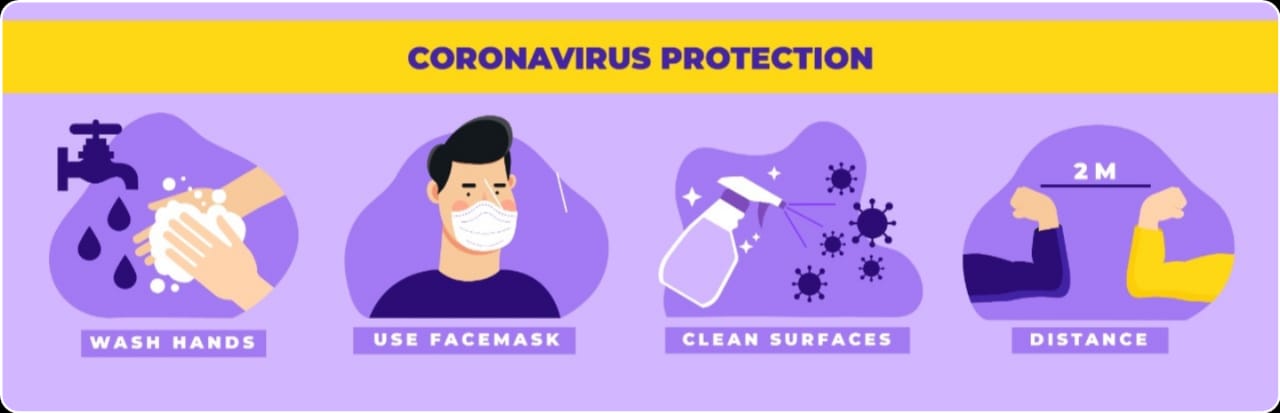 CORONAVIRUS PROTECTION
2 M
WASH HANDS
USE FACEMASK
CLEAN SURFACES
DISTANCE